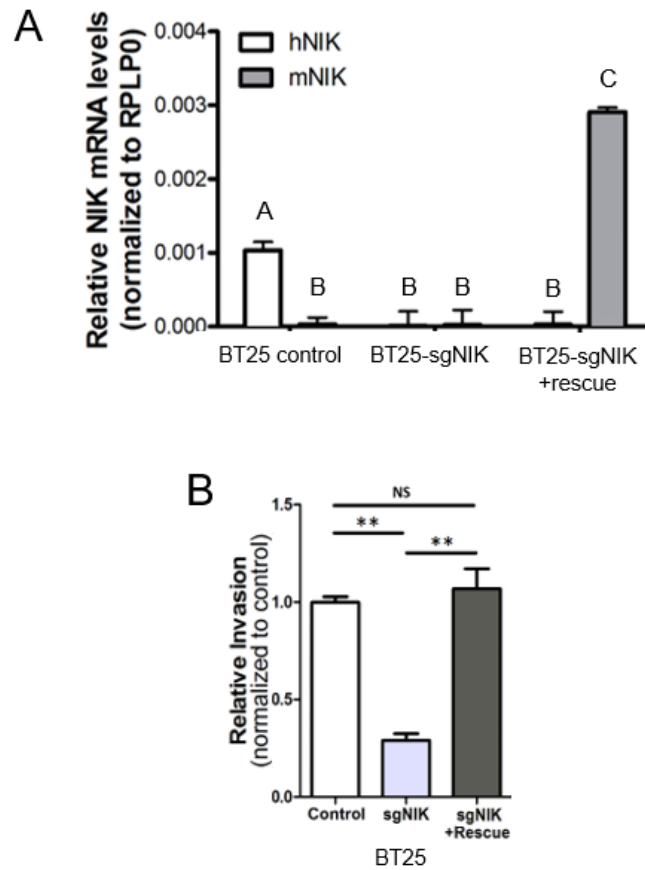 A
Relative NIK mRNA levels
(normalized to RPLP0)
0.004
0.003
0.002
0.001
0.000
hNIK
mNIK
A
B
B
B
B
C
BT25 control
BT25-sgNIK
BT25-sgNIK
+rescue
B
Relative Invasion
(normalized to control)
1.5
1.0
0.5
0.0
NS
**
**
Control
sgNIK
sgNIK
+Rescue
BT25